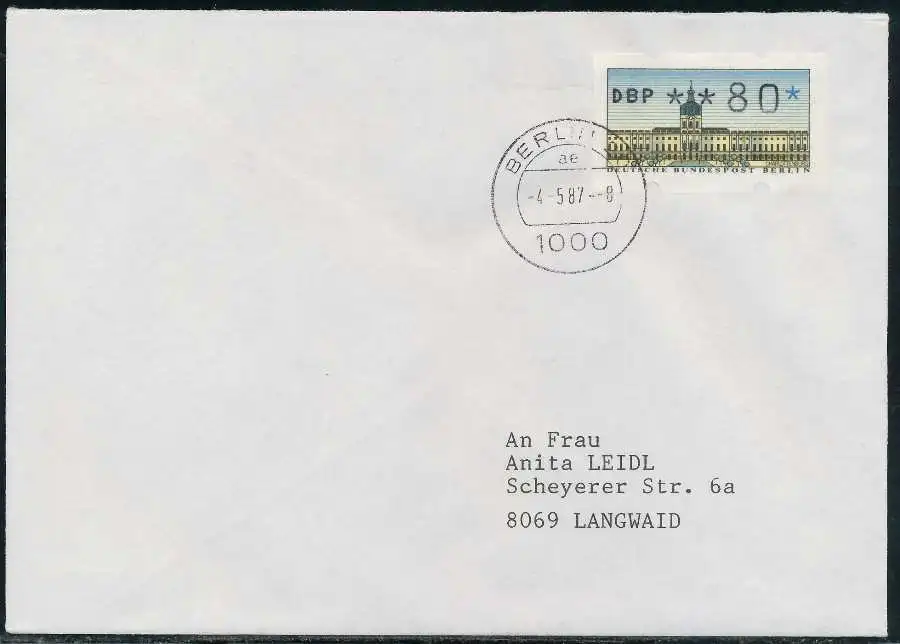 DBP **80*
DEUTSCHE BUNDESPOST BERLIN
BERLIN
ae
-4-5.87--8
1000
An Frau
Anita LEIDL
Scheyerer Str. 6a
8069 LANGWAID